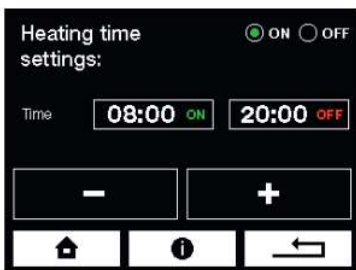 Heating time
settings:
ON OFF
Time 08:00 ON 20:00 OFF
− +